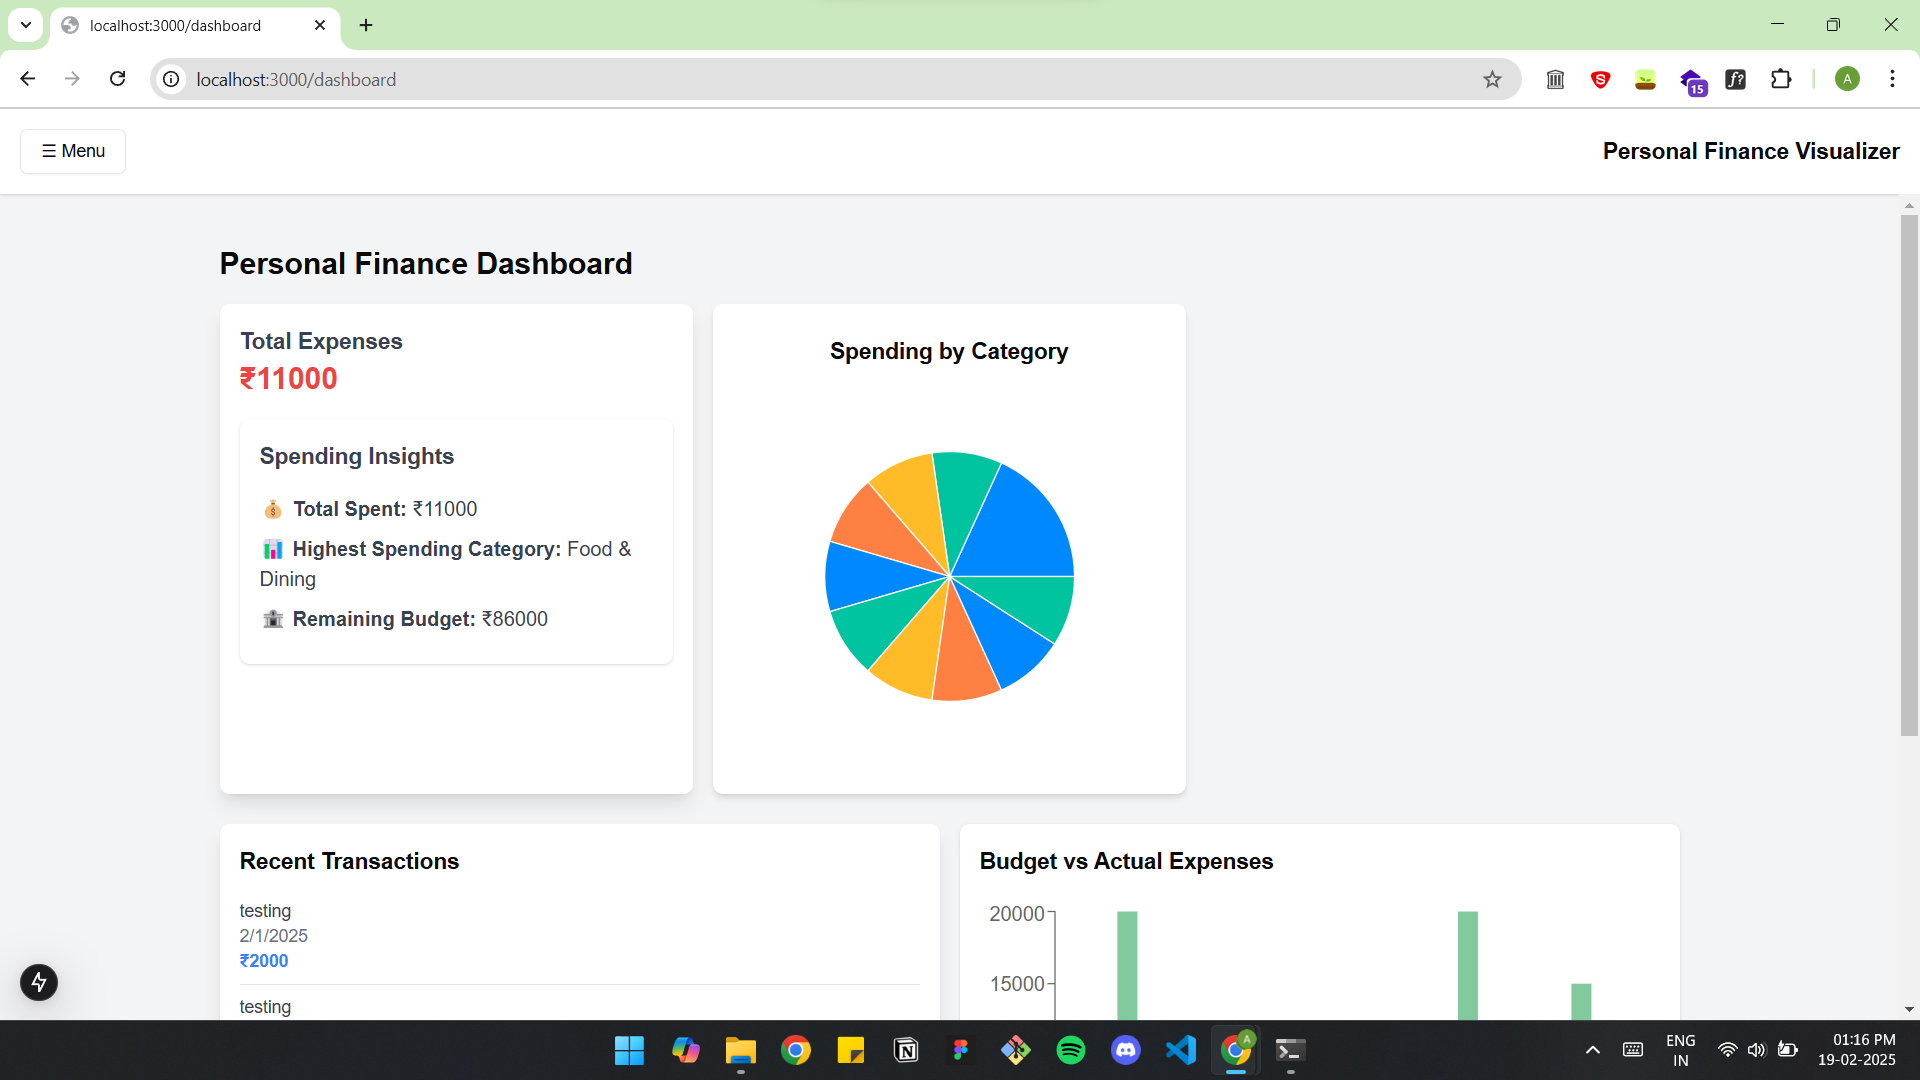 localhost:3000/dashboard
localhost:3000/dashboard
15
f?
A
☰ Menu
Personal Finance Visualizer
Personal Finance Dashboard
Total Expenses
₹11000
Spending Insights
Total Spent: ₹11000
Highest Spending Category: Food &
Dining
Remaining Budget: ₹86000
Spending by Category
Recent Transactions
testing
2/1/2025
₹2000
testing
Budget vs Actual Expenses
20000
15000
A
ENG
IN
01:16 PM
19-02-2025